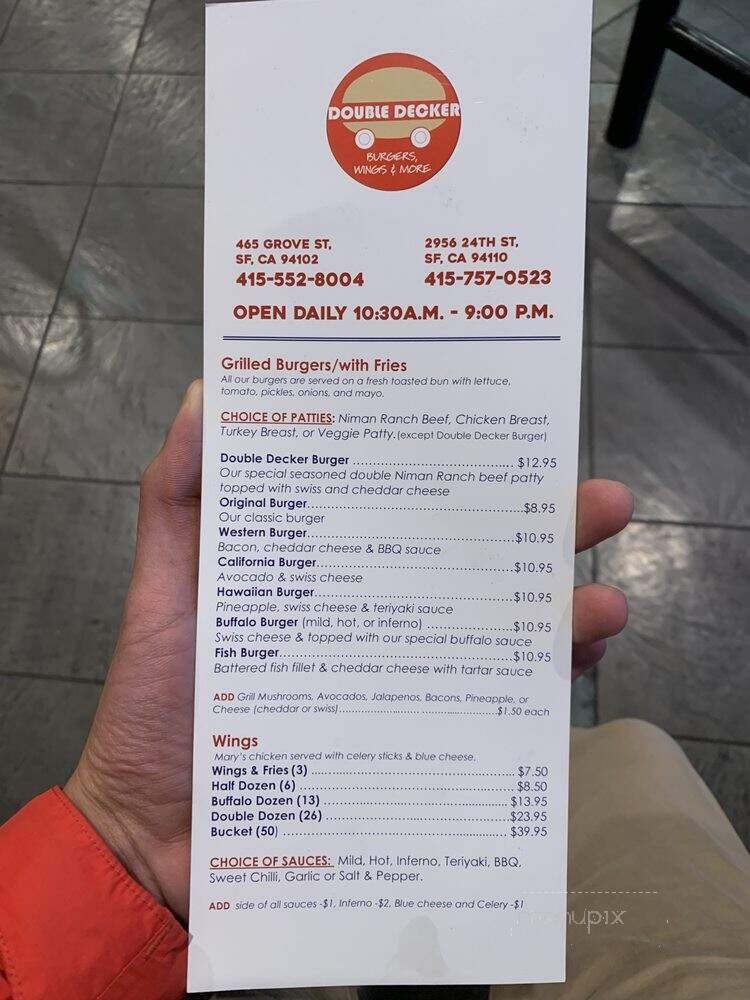 DOUBLE DECKER
BURGERS,
WINGS & MORE
465 GROVE ST,
SF, CA 94102
415-552-8004
2956 24TH ST,
SF, CA 94110
415-757-0523
OPEN DAILY 10:30A.M. - 9:00 P.M.
Grilled Burgers/with Fries
All our burgers are served on a fresh toasted bun with lettuce,
tomato, pickles, onions, and mayo.
CHOICE OF PATTIES: Niman Ranch Beef, Chicken Breast,
Turkey Breast, or Veggie Patty.(except Double Decker Burger)
Double Decker Burger ........ $12.95
Our special seasoned double Niman Ranch beef patty
topped with swiss and cheddar cheese
Original Burger........$8.95
Our classic burger
Western Burger........$10.95
Bacon, cheddar cheese & BBQ sauce
California Burger........$10.95
Avocado & swiss cheese
Hawaiian Burger........$10.95
Pineapple, swiss cheese & teriyaki sauce
Buffalo Burger (mild, hot, or inferno) ........$10.95
Swiss cheese & topped with our special buffalo sauce
Fish Burger........$10.95
Battered fish fillet & cheddar cheese with tartar sauce
ADD Grill Mushrooms, Avocados, Jalapenos, Bacons, Pineapple, or
Cheese (cheddar or swiss)........$1.50 each
Wings
Mary's chicken served with celery sticks & blue cheese.
Wings & Fries (3) ........ $7.50
Half Dozen (6) ........ $8.50
Buffalo Dozen (13) ........ $13.95
Double Dozen (26) ........$23.95
Bucket (50) ........ $39.95
CHOICE OF SAUCES: Mild, Hot, Inferno, Teriyaki, BBQ,
Sweet Chilli, Garlic or Salt & Pepper.
ADD side of all sauces -$1, Inferno -$2, Blue cheese and Celery -$1